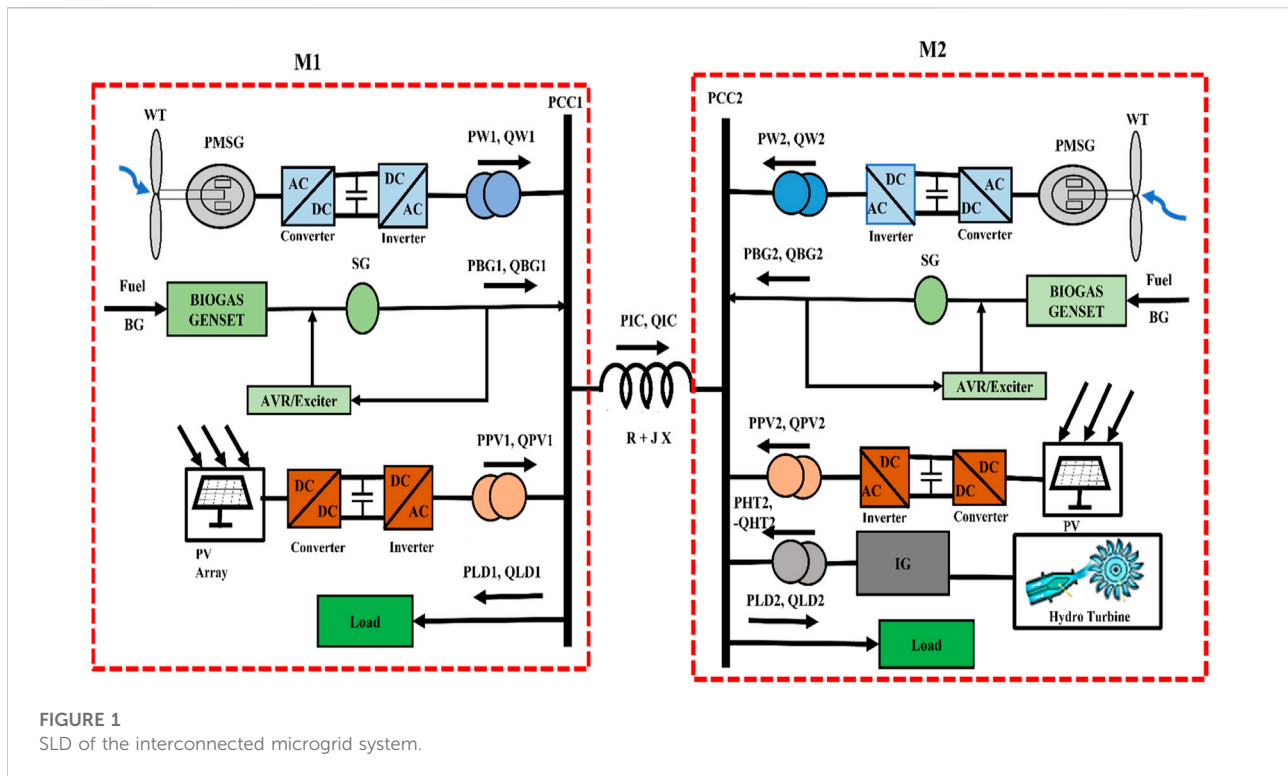 M1
M2
PCC1
PCC2
WT
PMSG
AC
DC
Converter
DC
AC
Inverter
PW1, QW1
PW2, QW2
DC
AC
Inverter
AC
DC
Converter
PMSG
WT
Fuel
BG
BIOGAS
GENSET
SG
PBG1, QBG1
AVR/Exciter
PBG2, QBG2
SG
BIOGAS
GENSET
Fuel
BG
AVR/Exciter
PIC, QIC
R + J X
PV
Array
DC
DC
Converter
DC
AC
Inverter
PPV1, QPV1
PPV2, QPV2
DC
AC
Inverter
DC
DC
Converter
PV
PHT2,
-QHT2
IG
Hydro Turbine
PLD1, QLD1
Load
PLD2, QLD2
Load
FIGURE 1
SLD of the interconnected microgrid system.